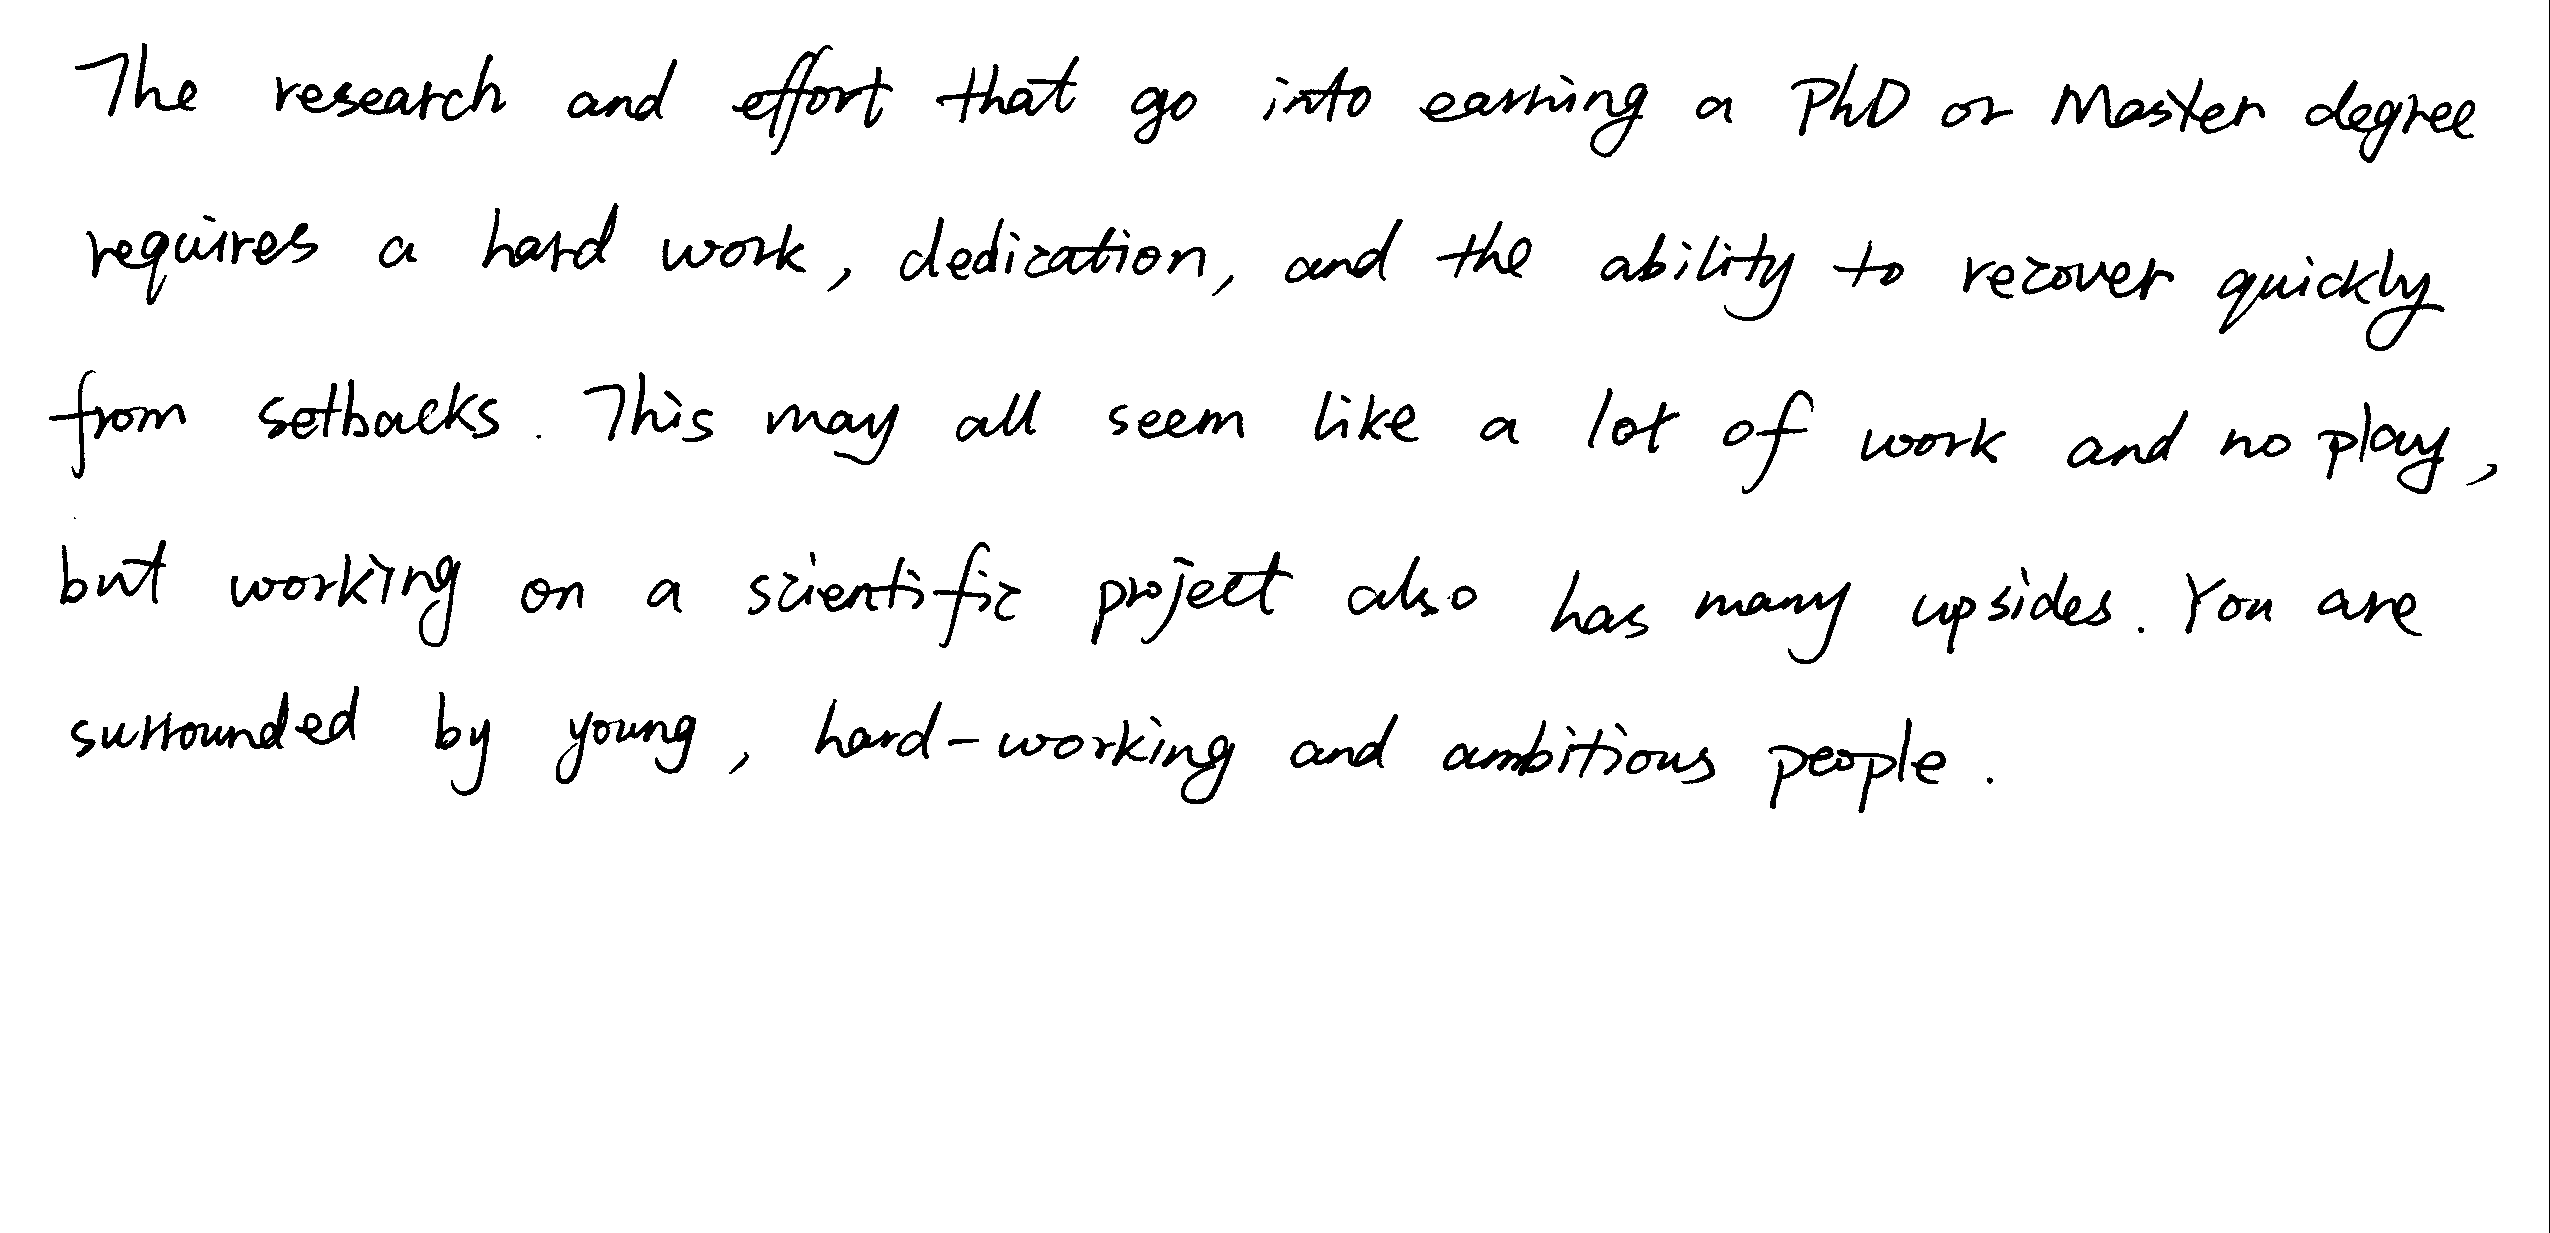 The research and effort that go into earning a PhD or Master degree
requires a hard work, dedication, and the ability to recover quickly
from setbacks. This may all seem like a lot of work and no play,
but working on a scientific project also has many upsides. You are
surrounded by young, hard-working and ambitious people.